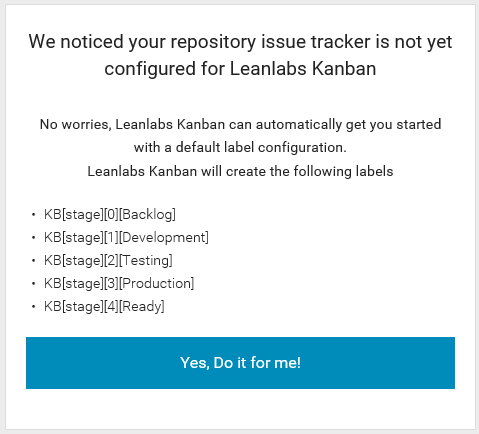 We noticed your repository issue tracker is not yet
configured for Leanlabs Kanban
No worries, Leanlabs Kanban can automatically get you started
with a default label configuration.
Leanlabs Kanban will create the following labels
• KB[stage][0][Backlog]
• KB[stage][1][Development]
• KB[stage][2][Testing]
• KB[stage][3][Production]
• KB[stage][4][Ready]
Yes, Do it for me!